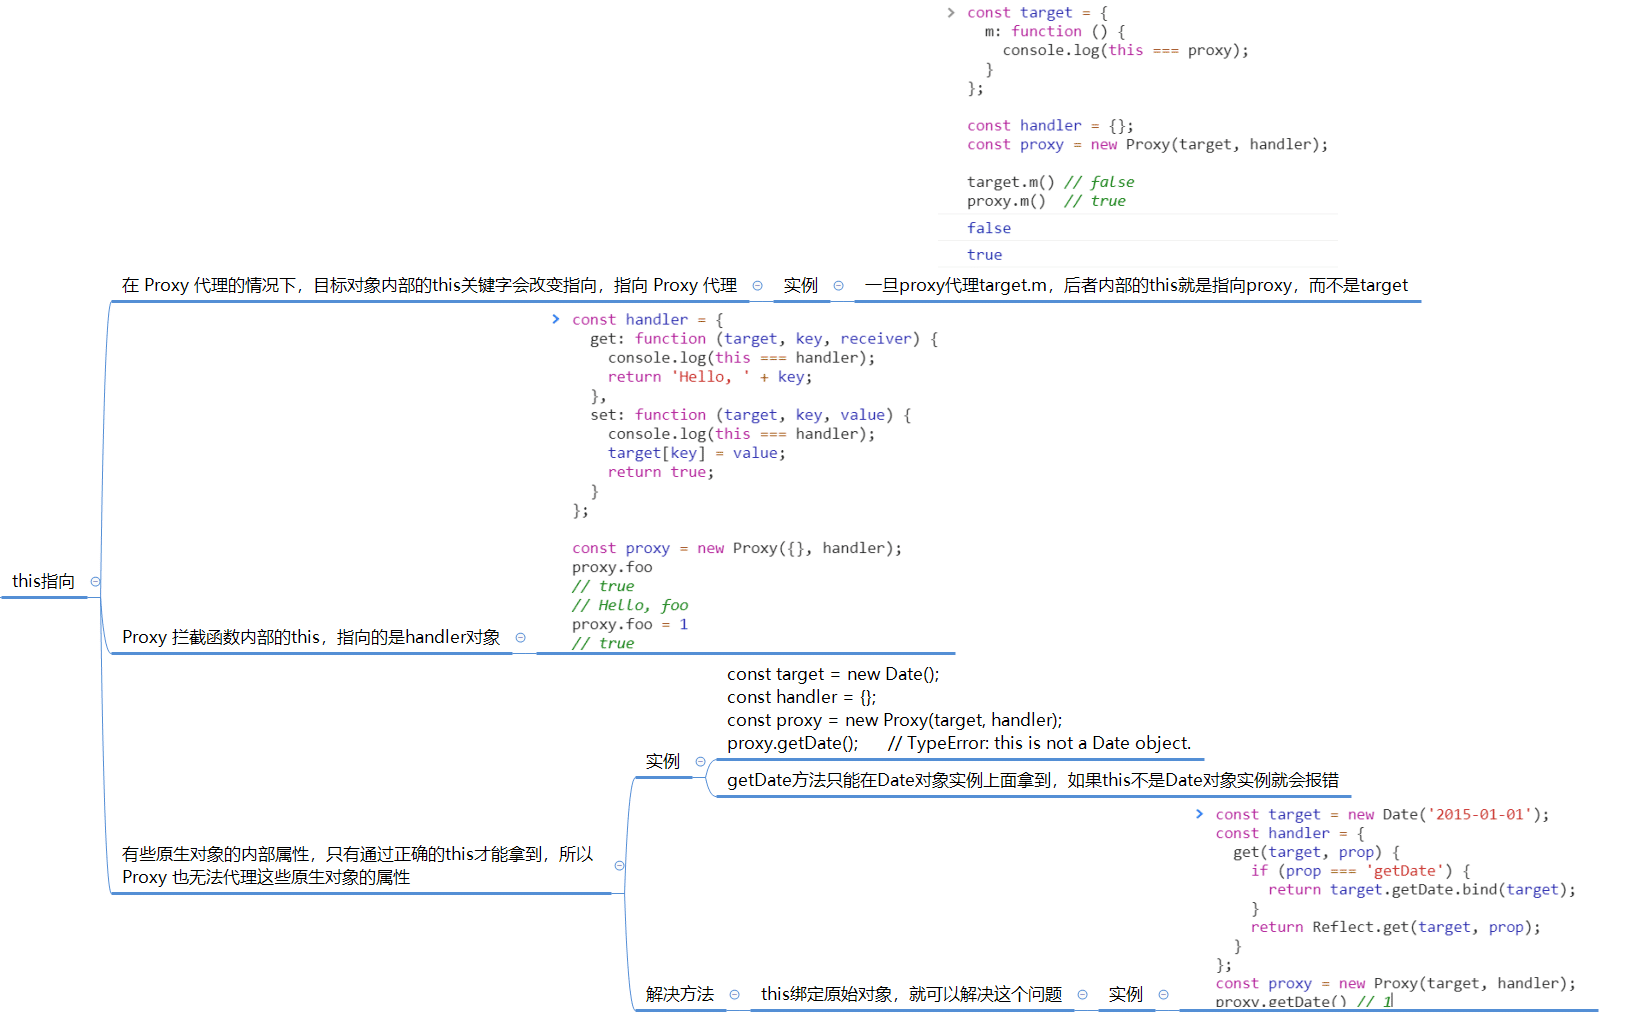 const target = {
m: function () {
console.log(this === proxy);
}
};
const handler = {};
const proxy = new Proxy(target, handler);
target.m() // false
proxy.m()  // true
false
true
在 Proxy 代理的情况下，目标对象内部的this关键字会改变指向，指向 Proxy 代理
实例
一旦proxy代理target.m，后者内部的this就是指向proxy，而不是target
const handler = {
get: function (target, key, receiver) {
console.log(this === handler);
return 'Hello, ' + key;
},
set: function (target, key, value) {
console.log(this === handler);
target[key] = value;
return true;
}
};
const proxy = new Proxy({}, handler);
proxy.foo
// true
// Hello, foo
proxy.foo = 1
// true
this指向
Proxy 拦截函数内部的this，指向的是handler对象
const target = new Date();
const handler = {};
const proxy = new Proxy(target, handler);
proxy.getDate();      // TypeError: this is not a Date object.
实例
getDate方法只能在Date对象实例上面拿到，如果this不是Date对象实例就会报错
有些原生对象的内部属性，只有通过正确的this才能拿到，所以
Proxy 也无法代理这些原生对象的属性
const target = new Date('2015-01-01');
const handler = {
get(target, prop) {
if (prop === 'getDate') {
return target.getDate.bind(target);
}
return Reflect.get(target, prop);
}
};
const proxy = new Proxy(target, handler);
proxy.getDate() // 1
解决方法
this绑定原始对象，就可以解决这个问题
实例